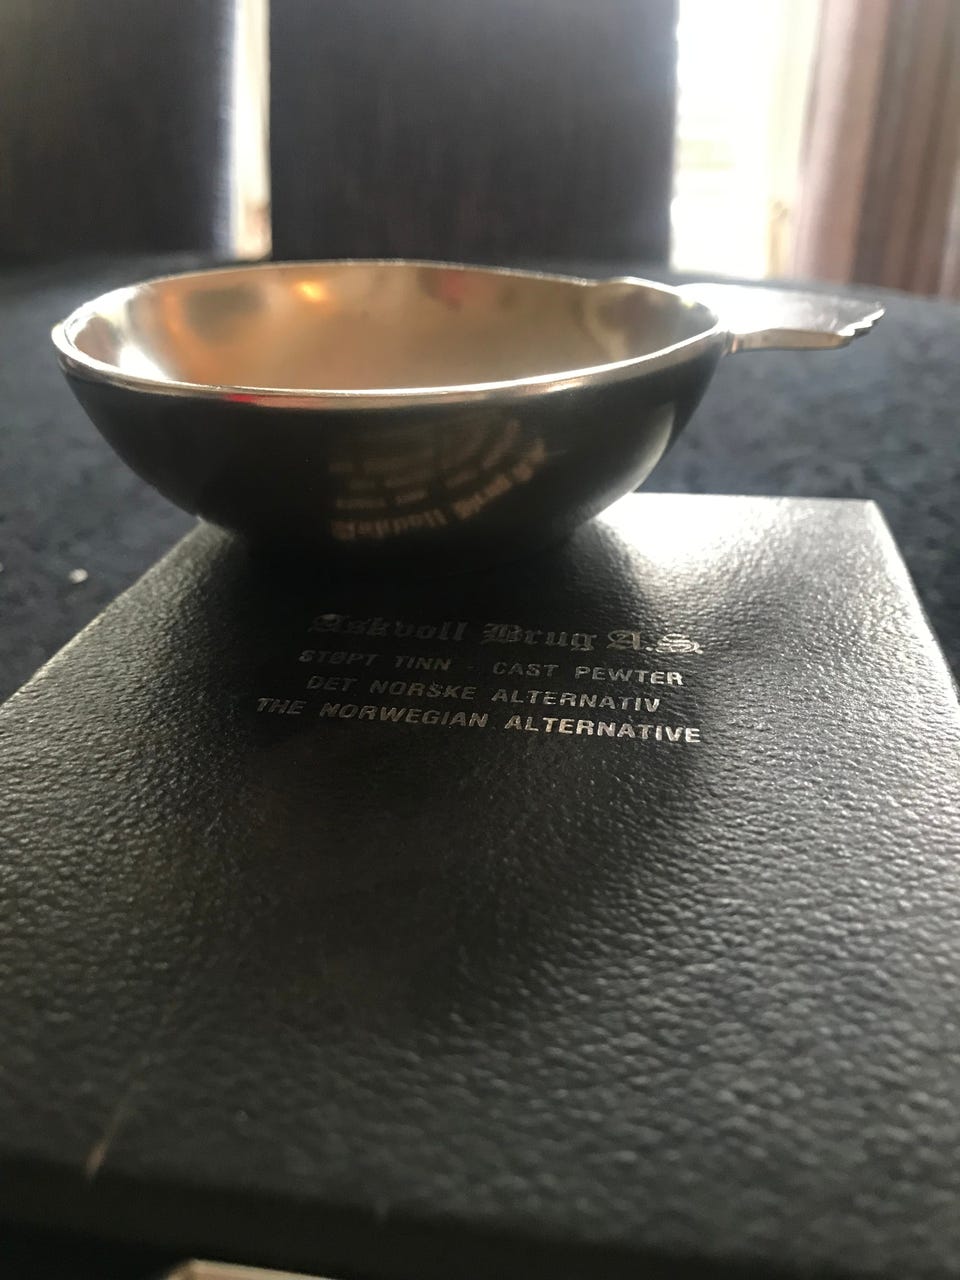 Askvoll Brug A.S.
STØPT TINN - CAST PEWTER
DET NORSKE ALTERNATIV
THE NORWEGIAN ALTERNATIVE